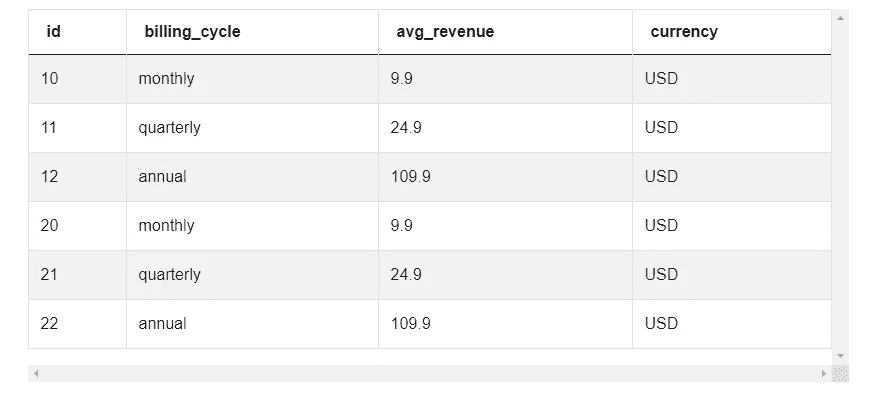 id billing_cycle avg_revenue currency
10 monthly 9.9 USD
11 quarterly 24.9 USD
12 annual 109.9 USD
20 monthly 9.9 USD
21 quarterly 24.9 USD
22 annual 109.9 USD